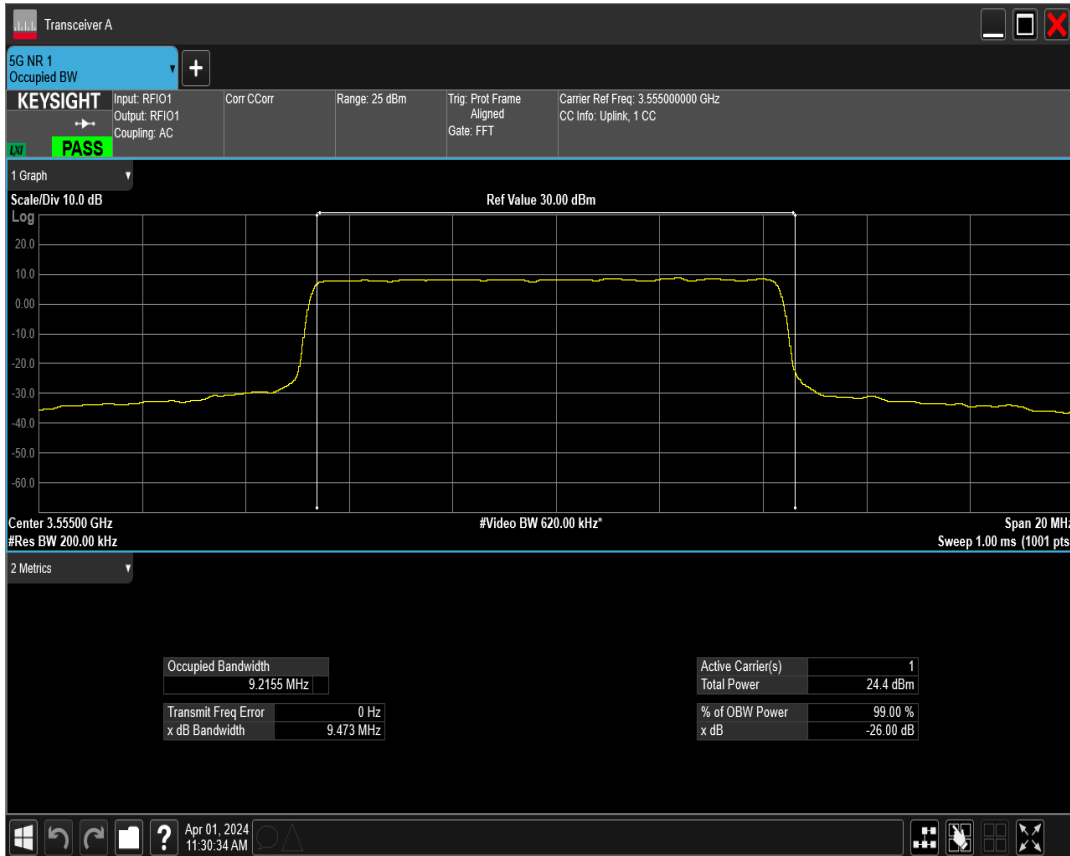 Transceiver A
5G NR 1
Occupied BW
+
KEYSIGHT
Input: RFIO1
Output: RFIO1
Coupling: AC
Corr CCorr
Range: 25 dBm
Trig: Prot Frame
Aligned
Gate: FFT
Carrier Ref Freq: 3.555000000 GHz
CC Info: Uplink, 1 CC
LXI
PASS
1 Graph
Scale/Div 10.0 dB
Ref Value 30.00 dBm
Log
20.0
10.0
0.00
-10.0
-20.0
-30.0
-40.0
-50.0
-60.0
Center 3.55500 GHz
#Video BW 620.00 kHz*
Span 20 MHz
#Res BW 200.00 kHz
Sweep 1.00 ms (1001 pts
2 Metrics
Occupied Bandwidth
9.2155 MHz
Transmit Freq Error 0 Hz
x dB Bandwidth 9.473 MHz
Active Carrier(s) 1
Total Power 24.4 dBm
% of OBW Power 99.00 %
x dB -26.00 dB
?
Apr 01, 2024
11:30:34 AM